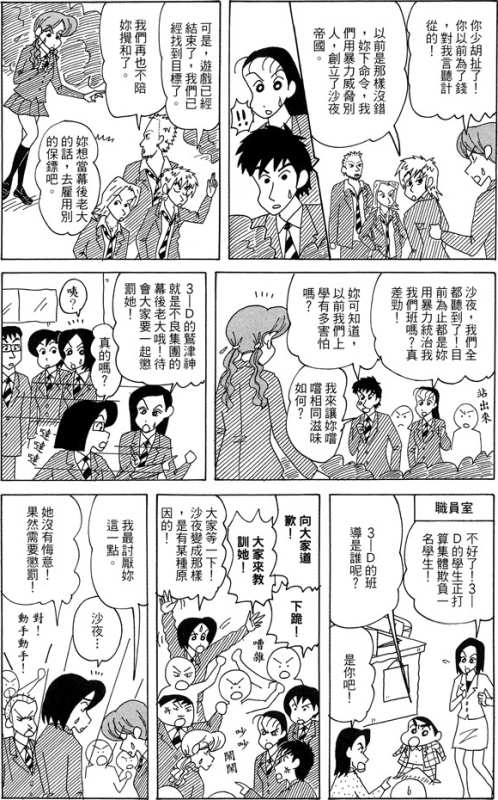 你少胡扯了！
你以前為了錢
，對我言聽計
從的！
以前是那樣沒錯
，妳下命令，我
們用暴力威脅別
人，創立了沙夜
帝國。
!!
可是，遊戲已經
結束了，我們已
經找到目標了。
我們再也不陪
妳攪和了。
妳想當幕後老大
的話，去雇用別
的保鏢吧。
沙夜，我們全
都聽到了！目
前為止都是妳
用暴力統治我
們班嗎？真
差勁！
站出來
妳可知道，
以前我們上
學有多害怕
嗎？
我來讓妳嚐
嚐相同滋味
如何？
3─D的鷲津神
就是不良集團的
幕後老大哦！待
會大家要一起懲
罰她！
咦？
真的嗎？
噠噠
噠噠
職員室
不好了！3─
D的學生正打
算集體欺負一
名學生！
3─D的班
導是誰呢？
是你吧！
向大家道
歉！
下跪！
大家來教
訓她！
大家等一下！
沙夜變成那樣
，是有某種原
因的！
嘈雜
吵吵
鬧鬧
我最討厭妳
這一點。
沙夜…
她沒有悔意！
果然需要懲罰！
對！
動手動手！